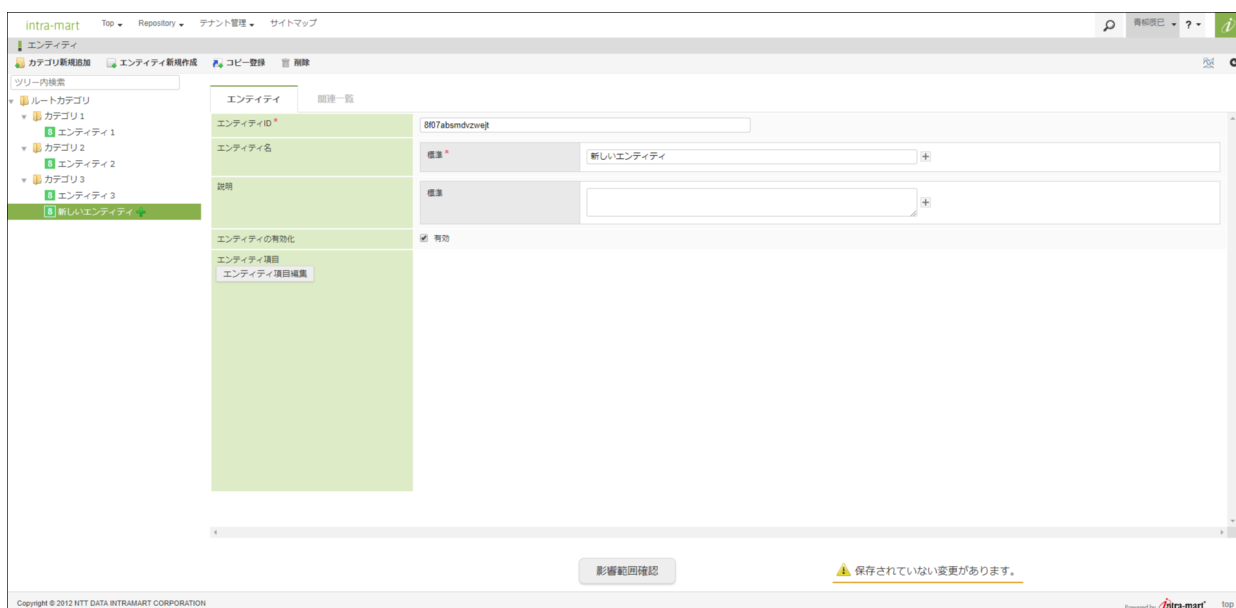 intra-mart Top Repository テナント管理 サイトマップ 青柳辰巳 ?
エンティティ
カテゴリ新規追加 エンティティ新規作成 コピー登録 削除
ツリー内検索
ルートカテゴリ
カテゴリ1
8 エンティティ1
カテゴリ2
8 エンティティ2
カテゴリ3
8 エンティティ3
8 新しいエンティティ
エンティティ 関連一覧
エンティティID* 8f07absmdvzwejt
エンティティ名 標準* 新しいエンティティ
説明 標準
エンティティの有効化 有効
エンティティ項目
エンティティ項目編集
影響範囲確認 保存されていない変更があります。
Copyright © 2012 NTT DATA INTRAMART CORPORATION Powered by intra-mart top